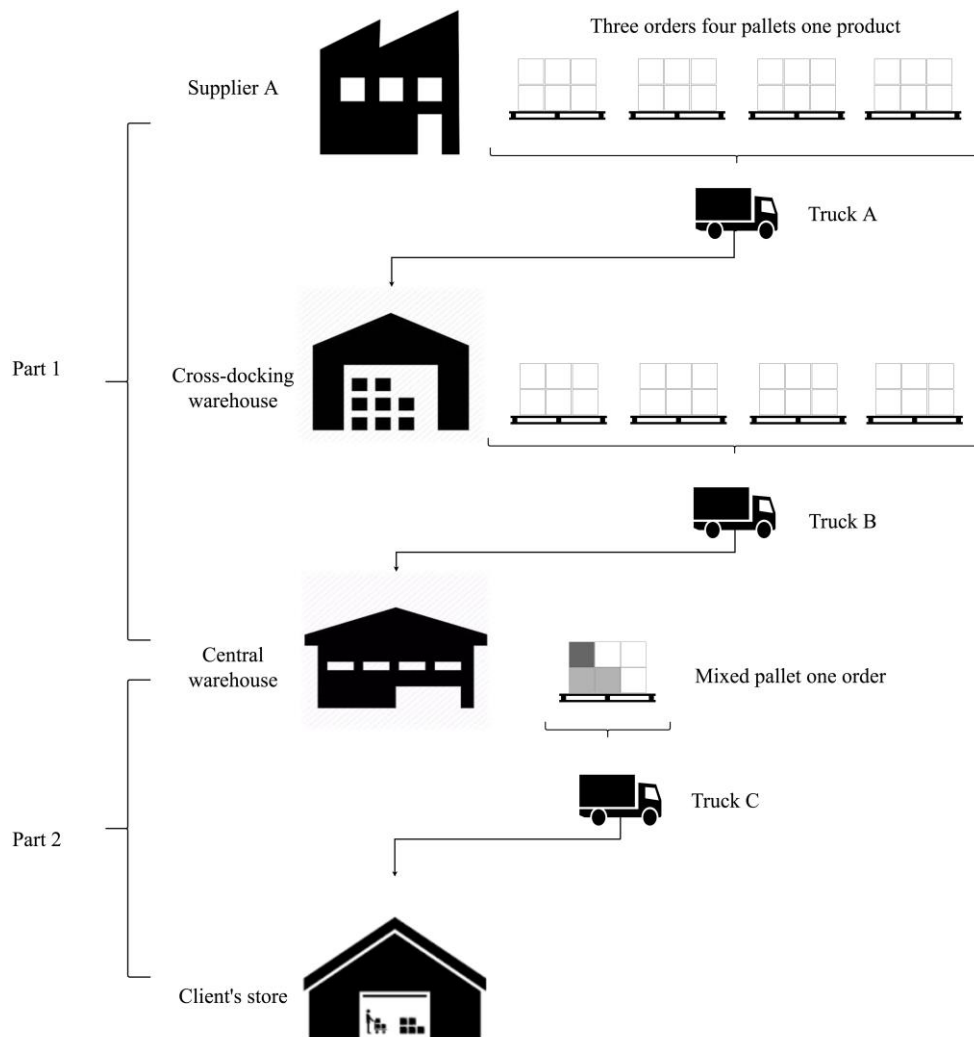 Three orders four pallets one product
Supplier A
Truck A
Part 1
Cross-docking
warehouse
Truck B
Central
warehouse
Mixed pallet one order
Truck C
Part 2
Client's store